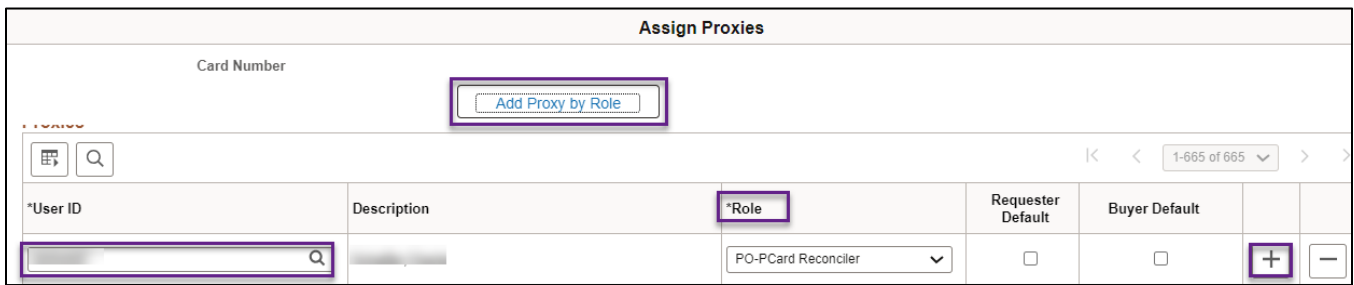 Assign Proxies
Card Number
Add Proxy by Role
Proxies
1-665 of 665
*User ID Description *Role Requester Default Buyer Default
PO-PCard Reconciler